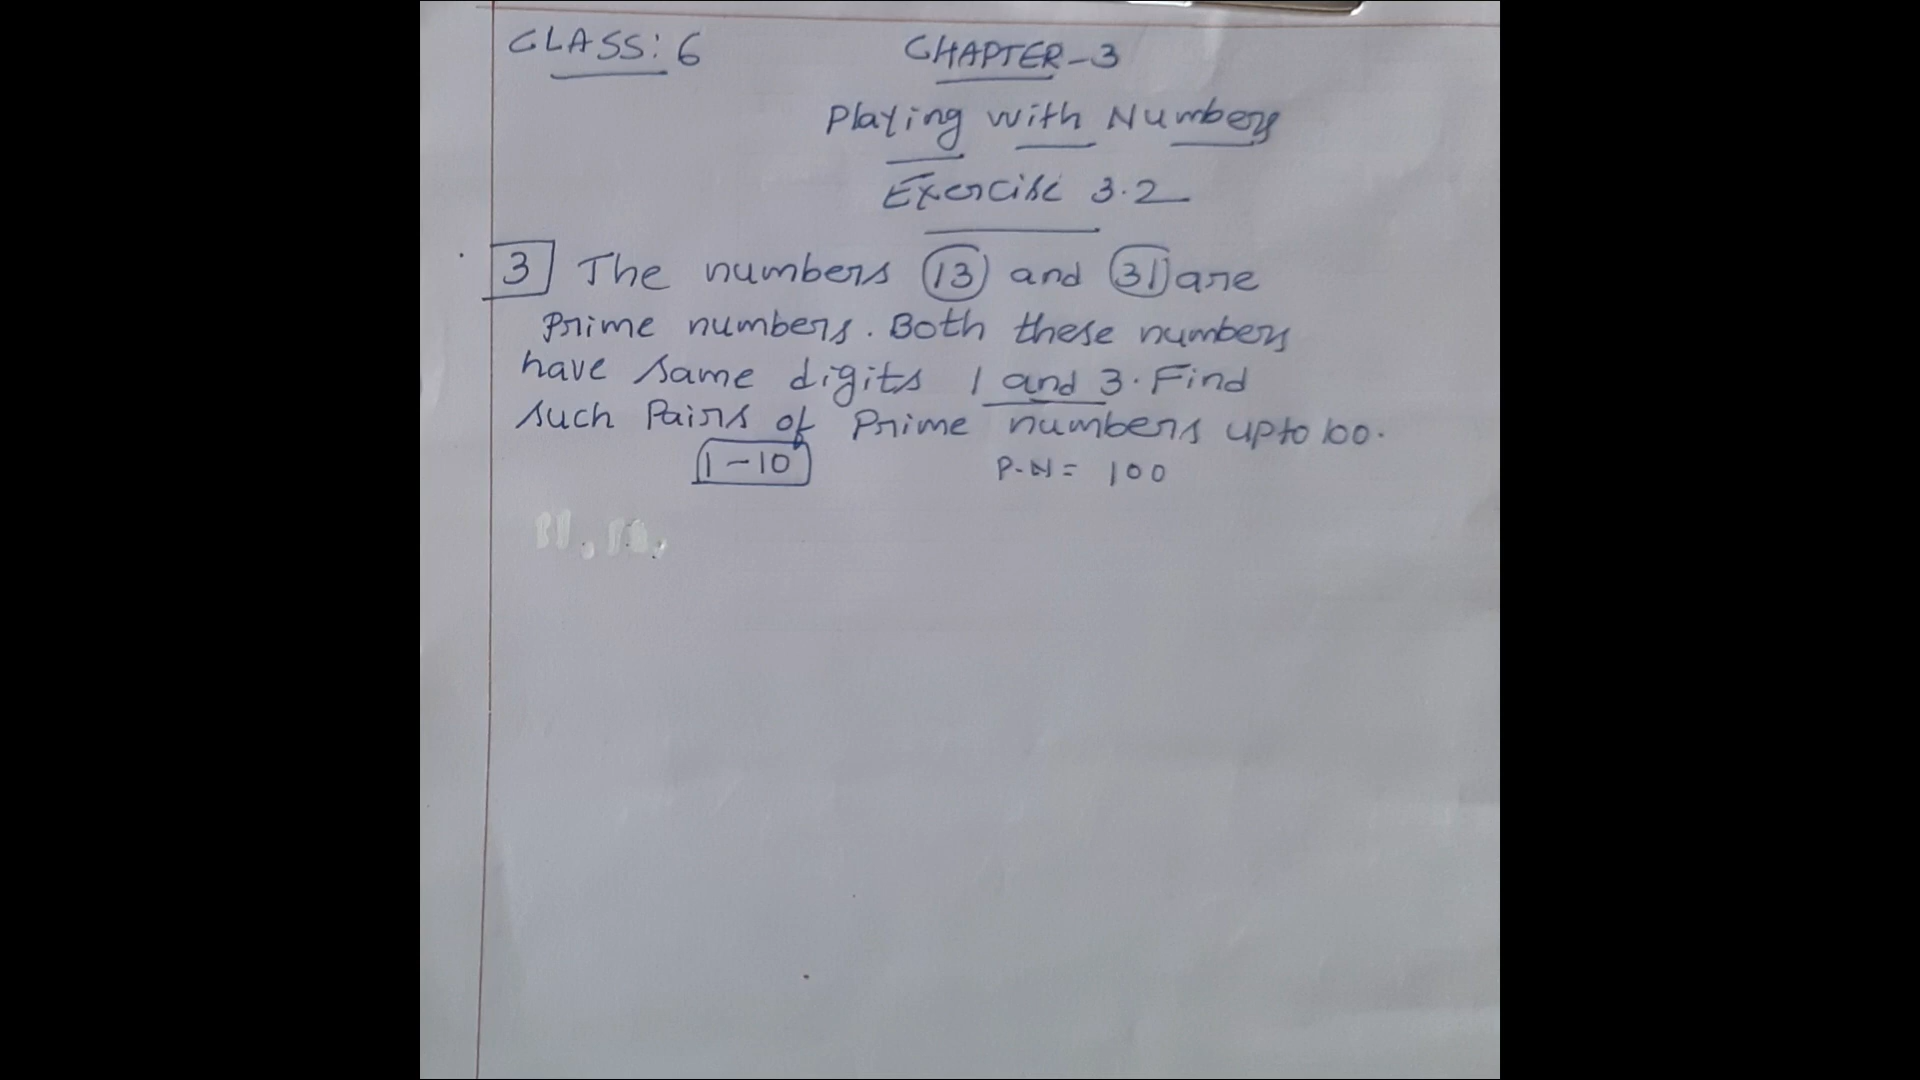 CLASS: 6
CHAPTER-3
Playing with Numbers
Exercise 3.2
3 The numbers 13 and 31 are
Prime numbers. Both these numbers
have same digits 1 and 3. Find
such Pairs of Prime numbers upto 100.
1-10
P.N = 100